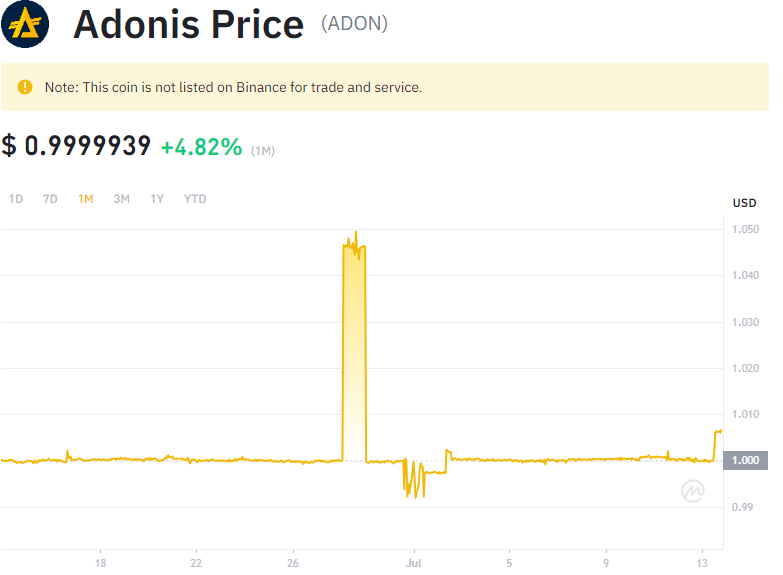 Adonis Price (ADON)
Note: This coin is not listed on Binance for trade and service.
$ 0.9999939 +4.82% (1M)
1D 7D 1M 3M 1Y YTD
USD
1.050
1.040
1.030
1.020
1.010
1.000
0.99
18 22 26 Jul 5 9 13